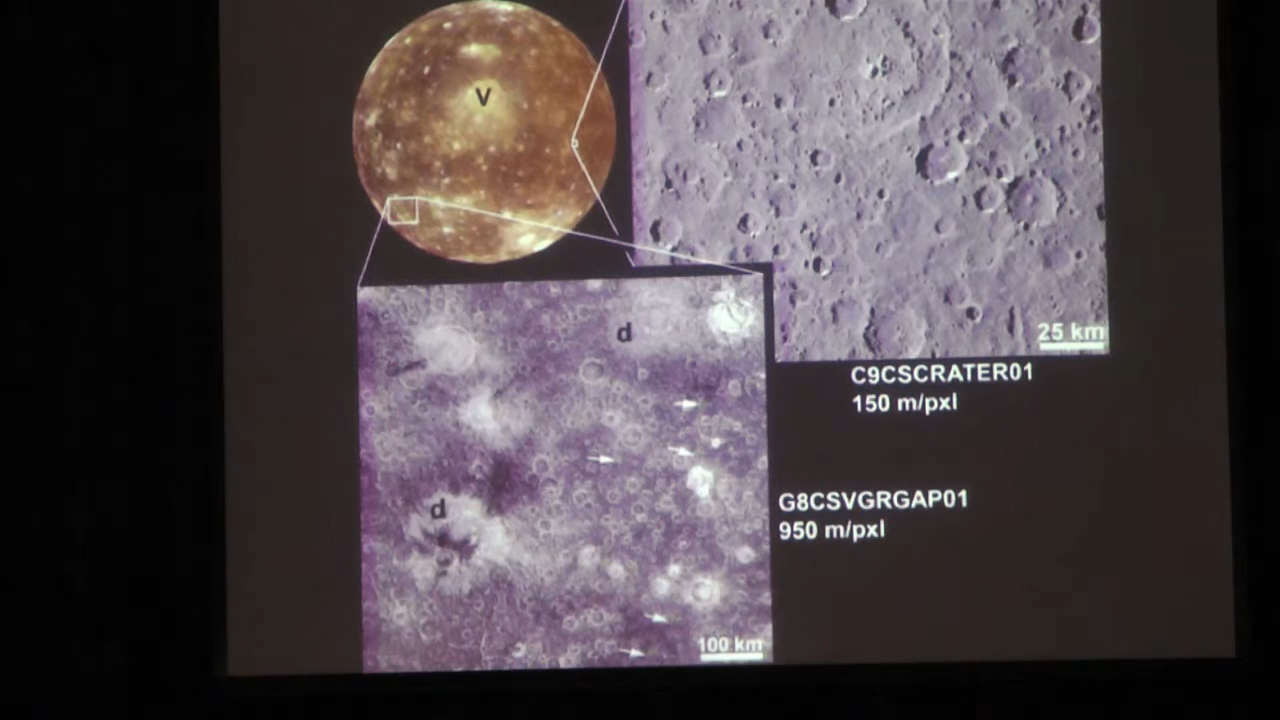 V
25 km
C9CSCRATER01
150 m/pxl
d
d
G8CSVGRGAP01
950 m/pxl
100 km